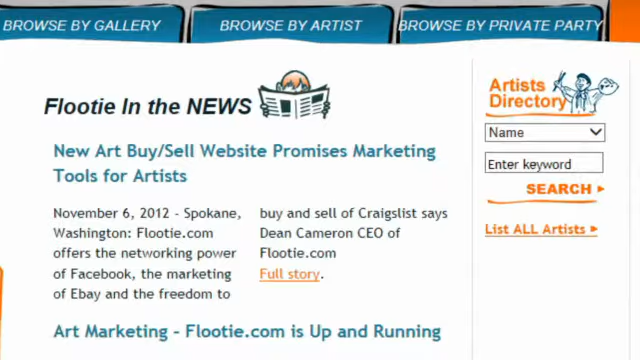 BROWSE BY GALLERY
BROWSE BY ARTIST
BROWSE BY PRIVATE PARTY
Flootie In the NEWS
New Art Buy/Sell Website Promises Marketing
Tools for Artists
November 6, 2012 - Spokane,
Washington: Flootie.com
offers the networking power
of Facebook, the marketing
of Ebay and the freedom to
buy and sell of Craigslist says
Dean Cameron CEO of
Flootie.com
Full story.
Art Marketing - Flootie.com is Up and Running
Artists
Directory
Name
Enter keyword
SEARCH
List ALL Artists